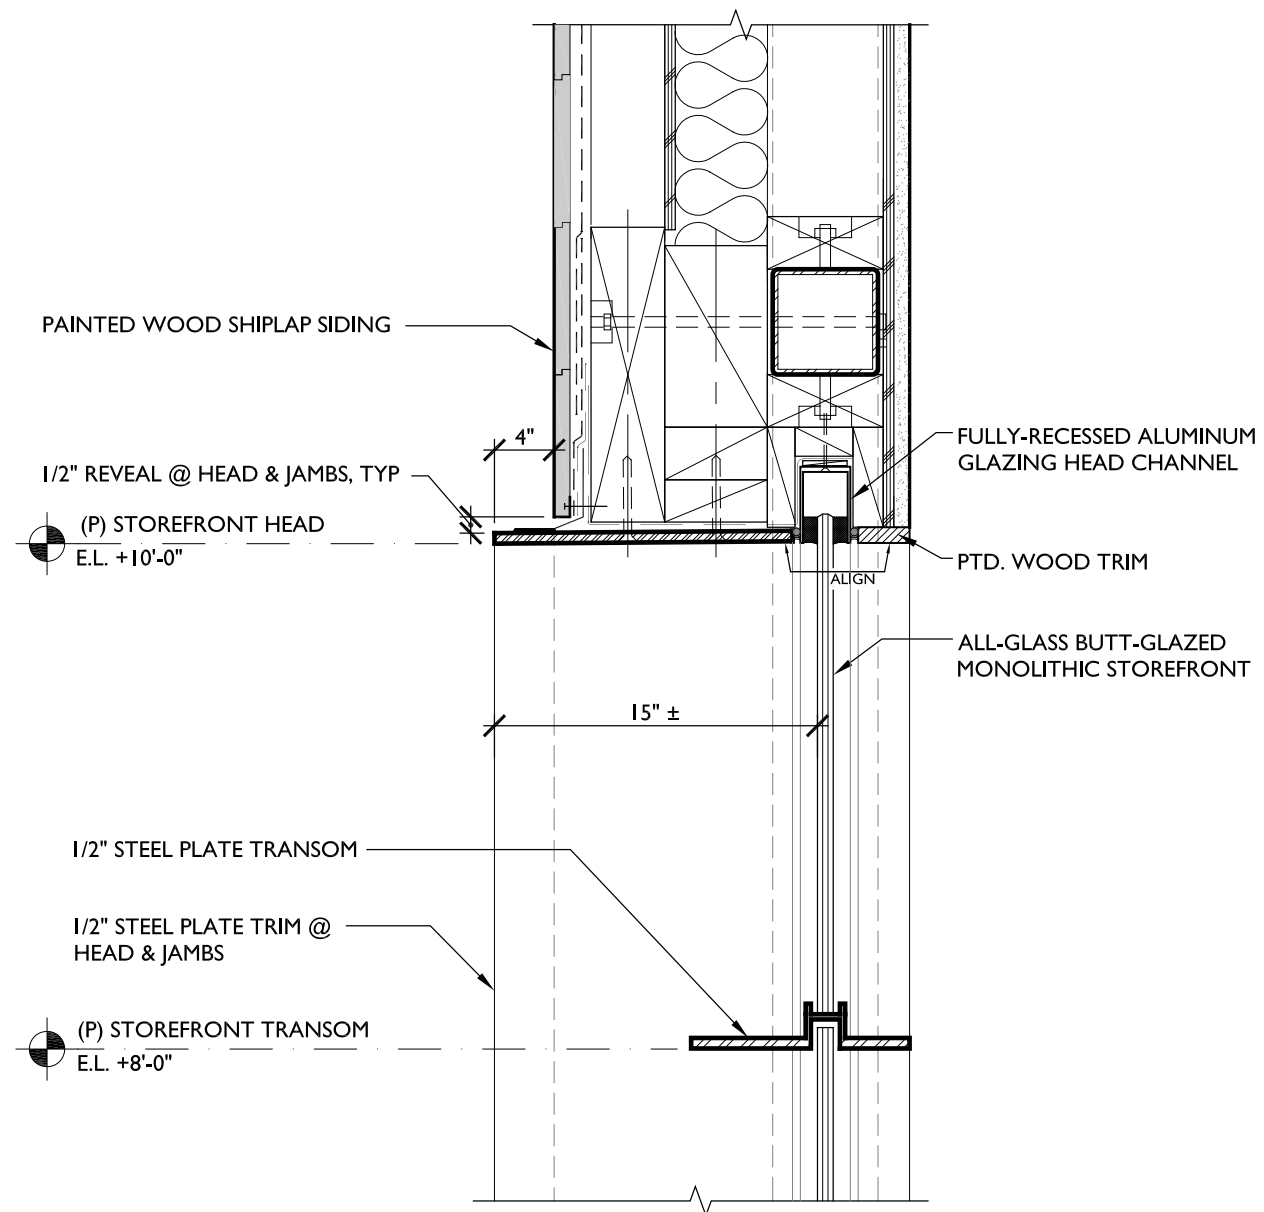 PAINTED WOOD SHIPLAP SIDING
4"
1/2" REVEAL @ HEAD & JAMBS, TYP
(P) STOREFRONT HEAD
E.L. +10'-0"
FULLY-RECESSED ALUMINUM
GLAZING HEAD CHANNEL
PTD. WOOD TRIM
ALIGN
ALL-GLASS BUTT-GLAZED
MONOLITHIC STOREFRONT
15" ±
1/2" STEEL PLATE TRANSOM
1/2" STEEL PLATE TRIM @
HEAD & JAMBS
(P) STOREFRONT TRANSOM
E.L. +8'-0"